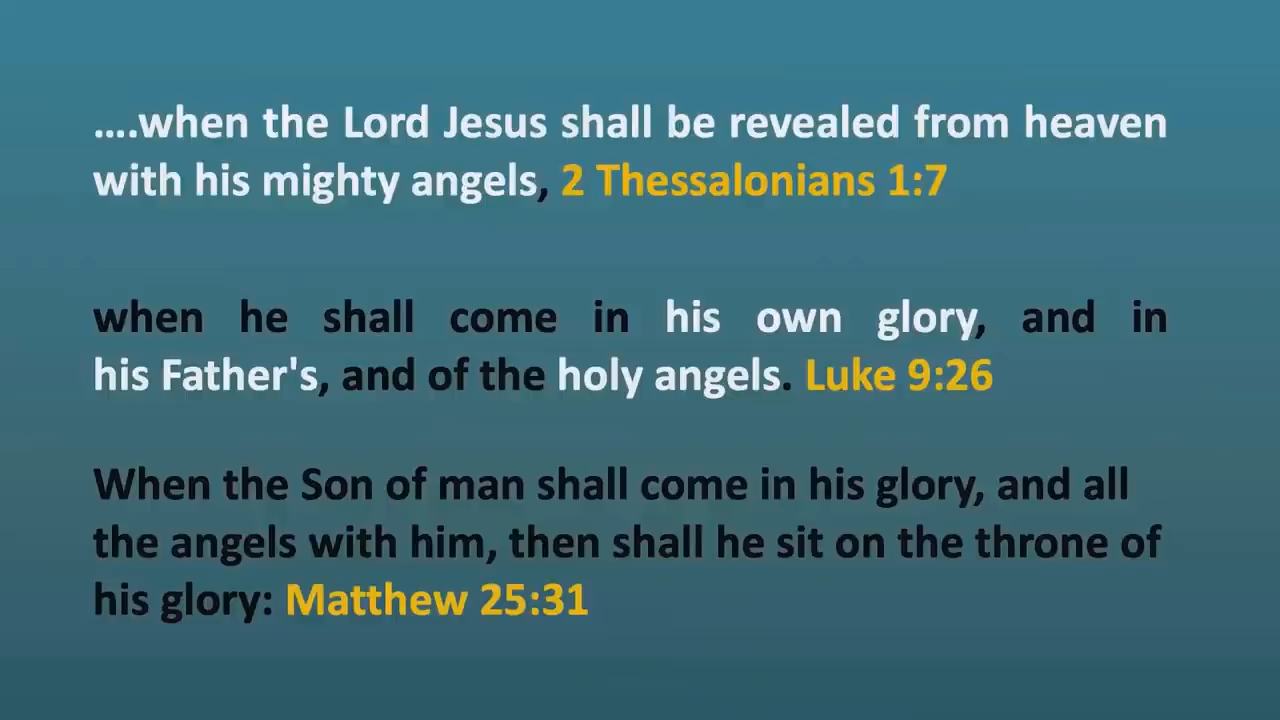 ....when the Lord Jesus shall be revealed from heaven
with his mighty angels, 2 Thessalonians 1:7
when he shall come in his own glory, and in
his Father's, and of the holy angels. Luke 9:26
When the Son of man shall come in his glory, and all
the angels with him, then shall he sit on the throne of
his glory: Matthew 25:31